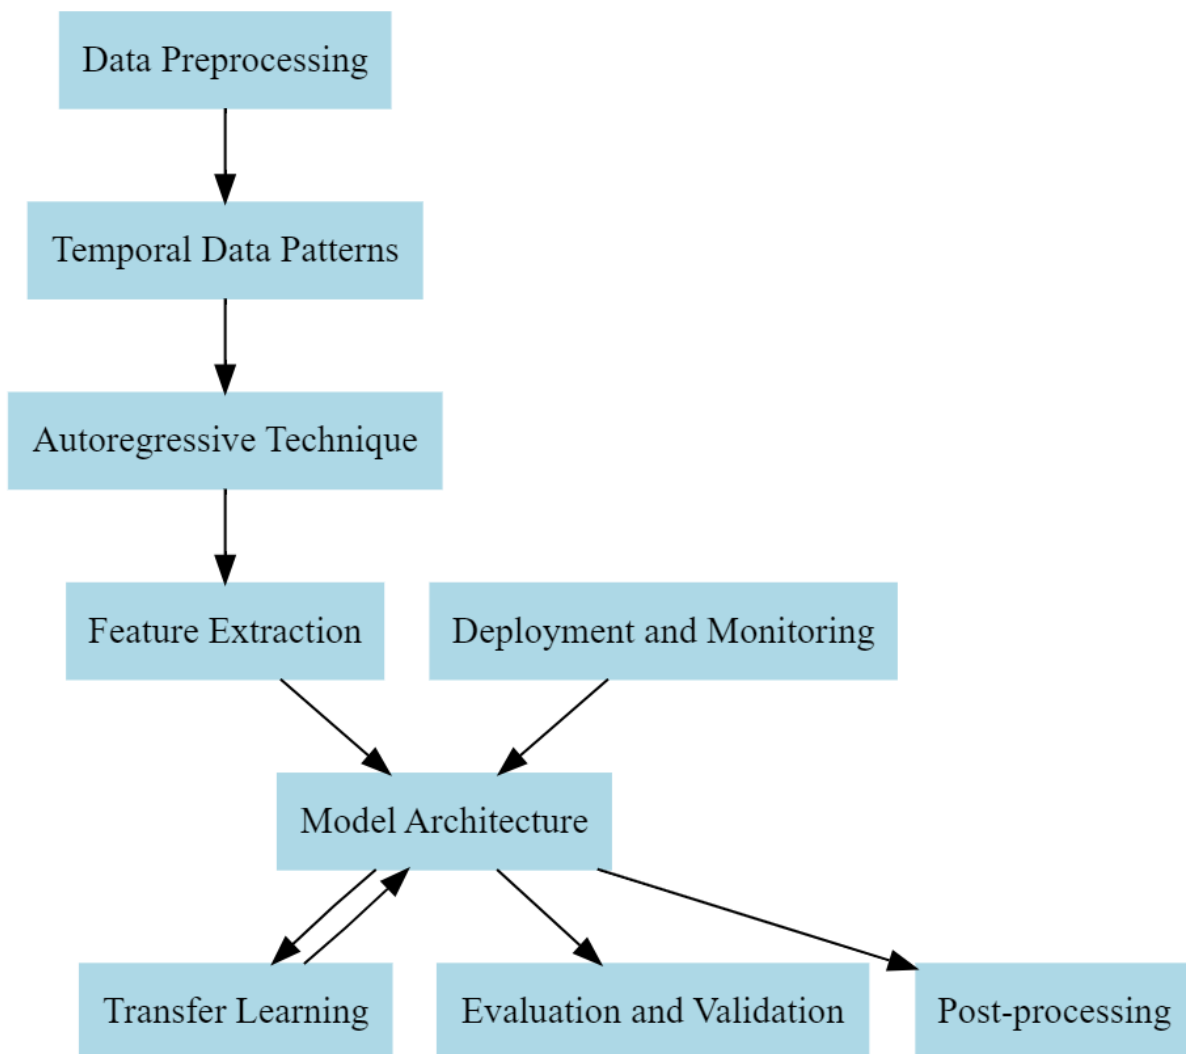 Data Preprocessing
Temporal Data Patterns
Autoregressive Technique
Feature Extraction
Deployment and Monitoring
Model Architecture
Transfer Learning
Evaluation and Validation
Post-processing